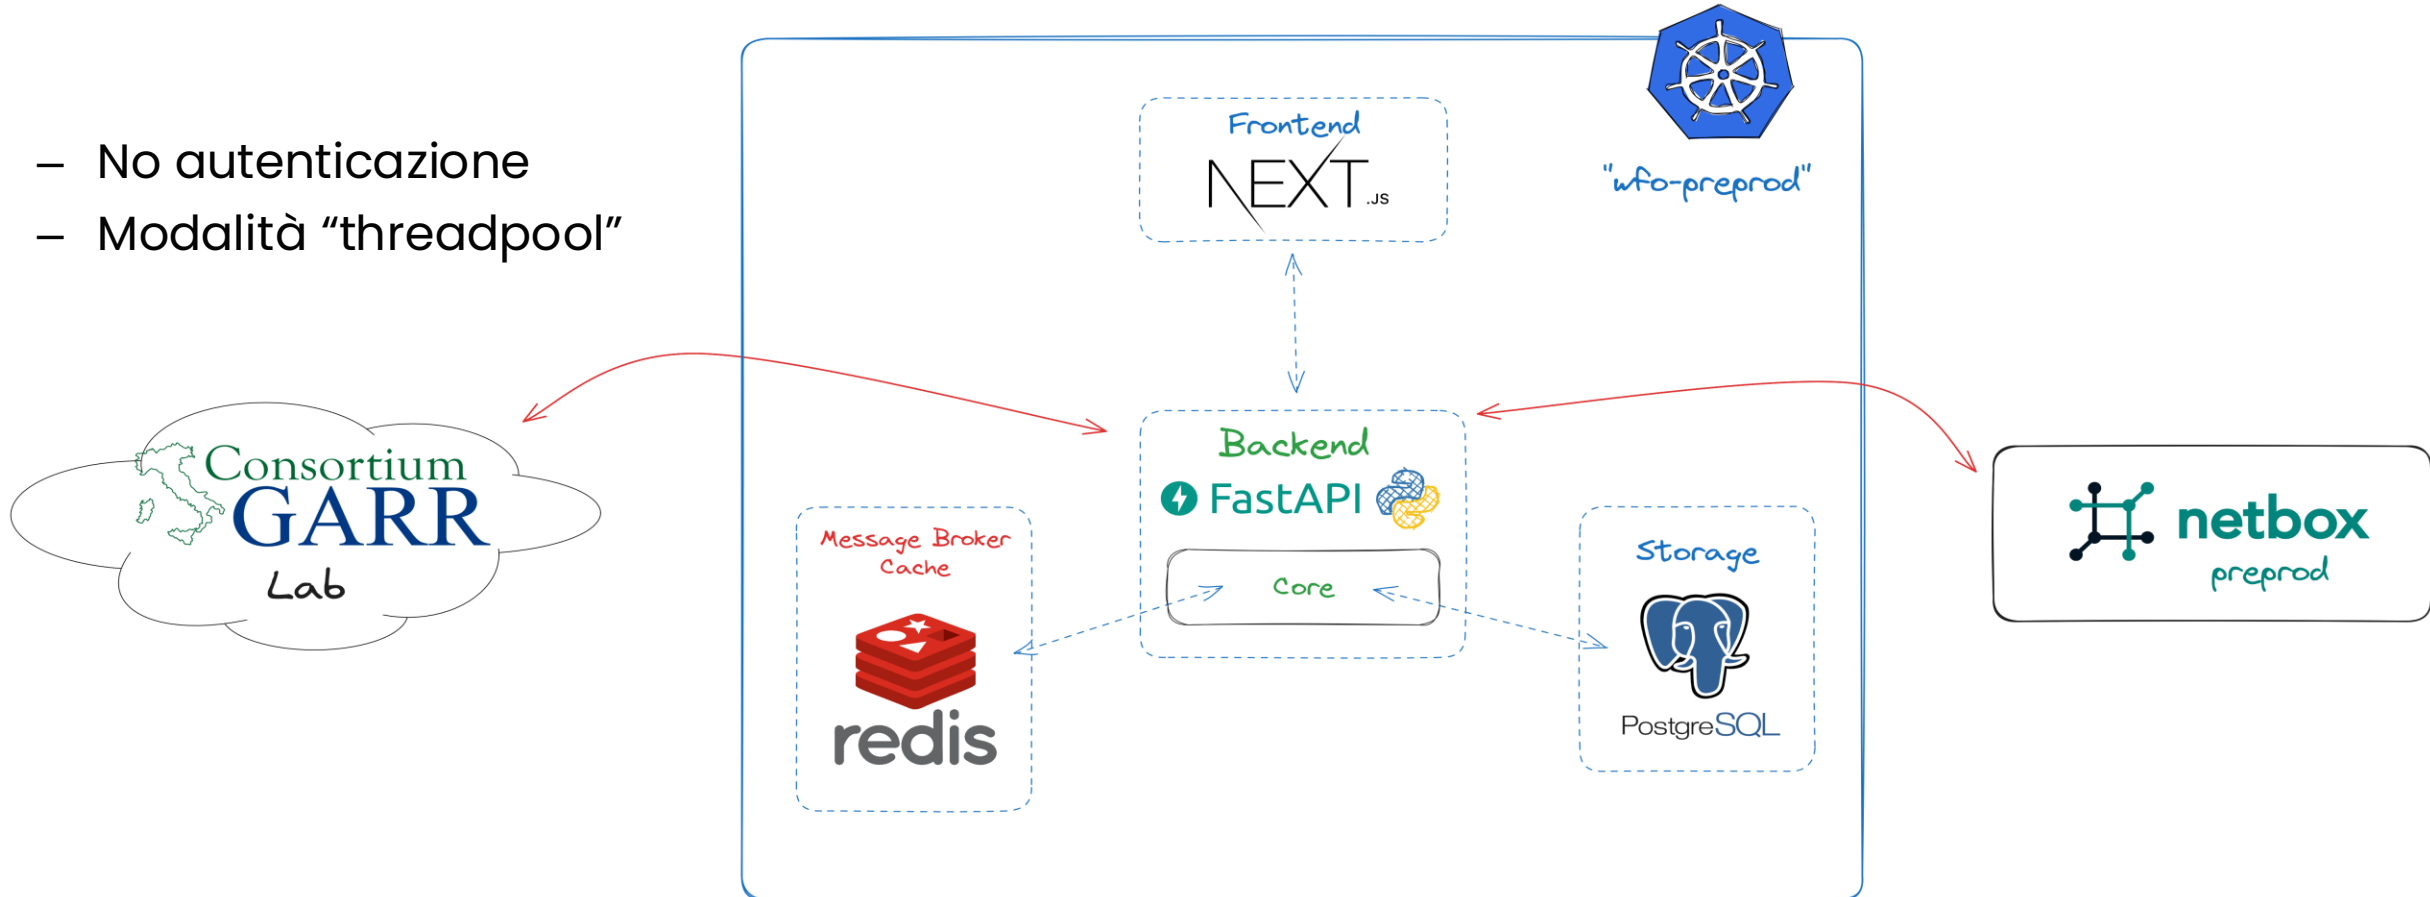 – No autenticazione
– Modalità “threadpool”
Frontend
NEXT.JS
"wfo-preprod"
Consortium
GARR
Lab
Backend
FastAPI
Core
Message Broker
Cache
redis
Storage
PostgreSQL
netbox
preprod